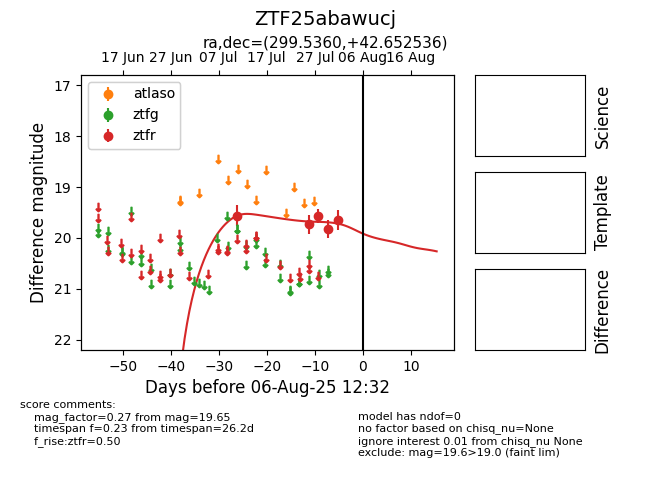 ZTF25abawucj
ra,dec=(299.5360,+42.652536)
17 Jun 27 Jun 07 Jul 17 Jul 27 Jul 06 Aug 16 Aug
17
18
19
20
21
22
Difference magnitude
atlaso
ztfg
ztfr
−50 −40 −30 −20 −10 0 10
Days before 06-Aug-25 12:32
Science
Template
Difference
score comments:
mag_factor=0.27 from mag=19.65
timespan f=0.23 from timespan=26.2d
f_rise:ztfr=0.50
model has ndof=0
no factor based on chisq_nu=None
ignore interest 0.01 from chisq_nu None
exclude: mag=19.6>19.0 (faint lim)